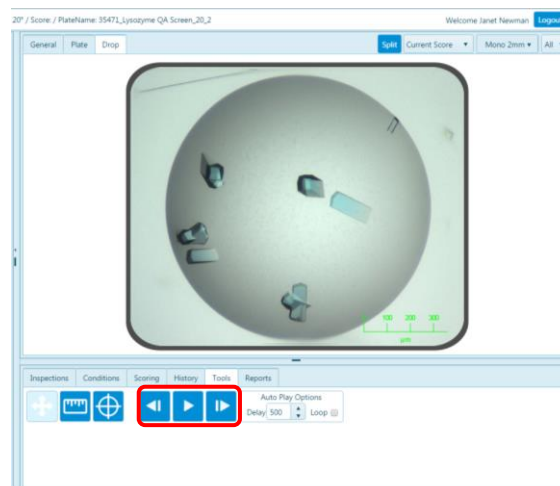 20° / Score: / PlateName: 35471_Lysozyme QA Screen_20_2 Welcome Janet Newman Logout
General Plate Drop Split Current Score Mono 2mm All
100 200 300
µm
Inspections Conditions Scoring History Tools Reports
Auto Play Options
Delay 500 Loop